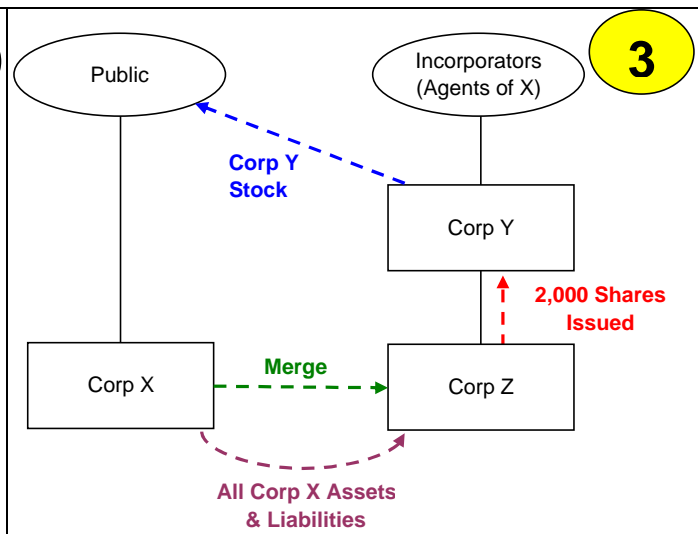 Public
Incorporators
(Agents of X)
3
Corp Y
Stock
Corp Y
2,000 Shares
Issued
Merge
Corp X
Corp Z
All Corp X Assets
& Liabilities